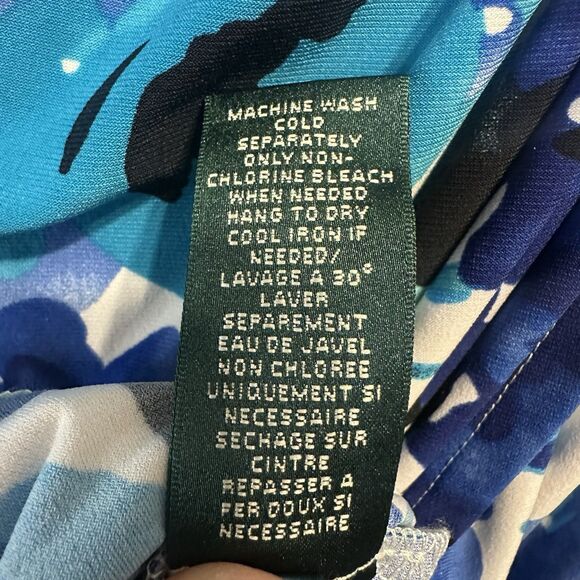 MACHINE WASH
COLD
SEPARATELY
ONLY NON-
CHLORINE BLEACH
WHEN NEEDED
HANG TO DRY
COOL IRON IF
NEEDED/
LAVAGE A 30°
LAVER
SEPAREMENT
EAU DE JAVEL
NON CHLOREE
UNIQUEMENT SI
NECESSAIRE
SECHAGE SUR
CINTRE
REPASSER A
FER DOUX SI
NECESSAIRE